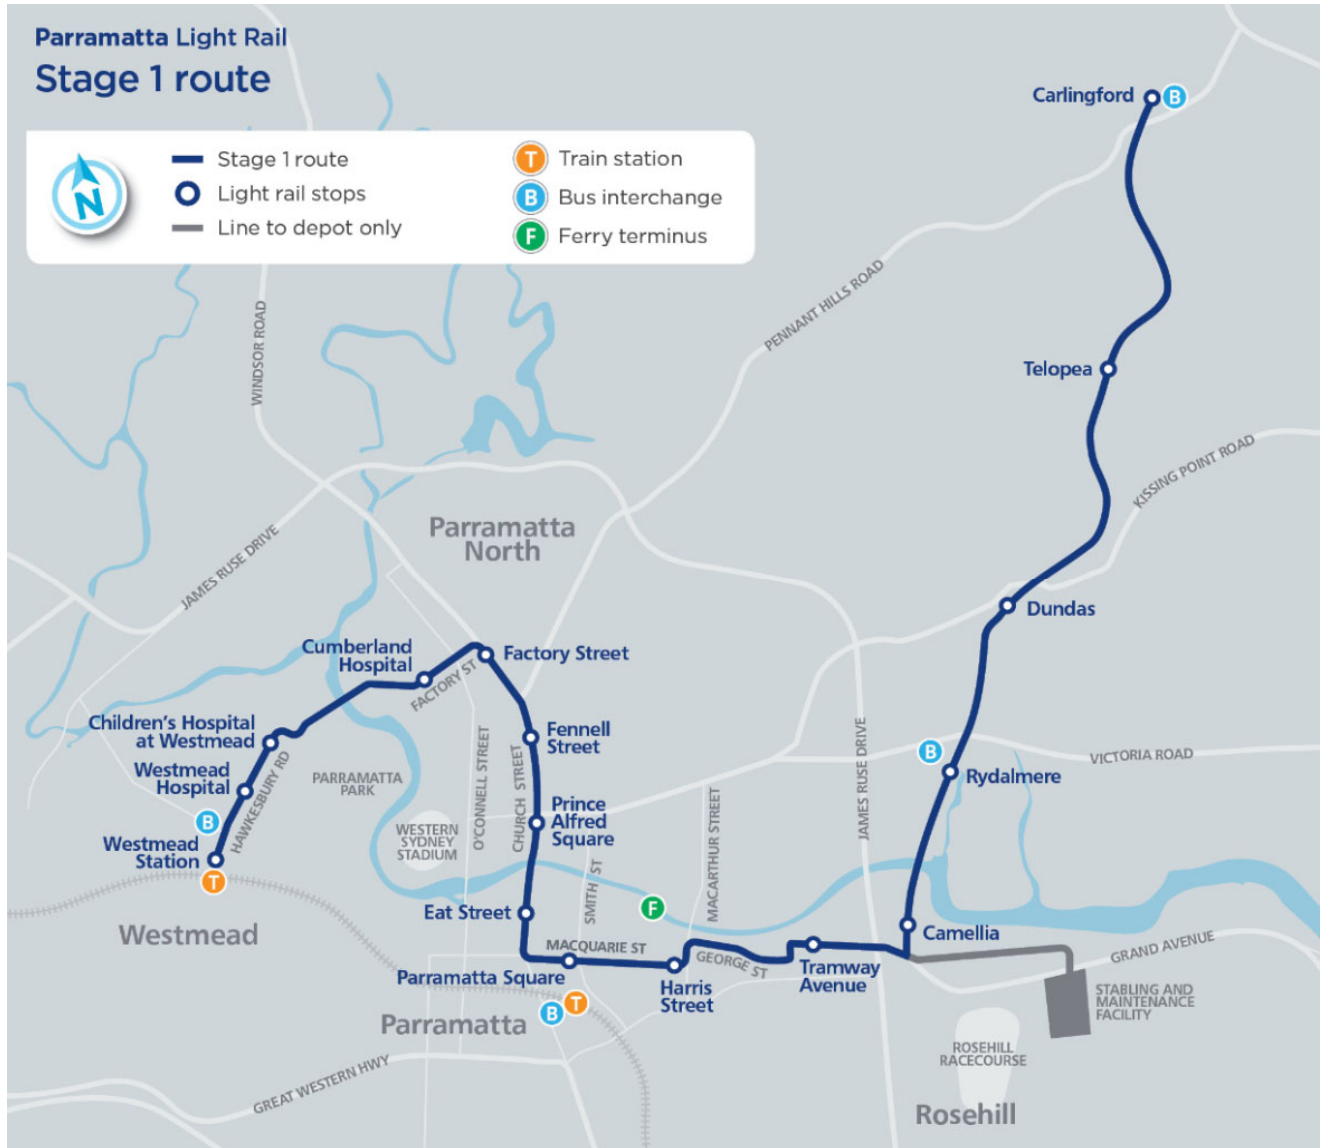 Parramatta Light Rail
Stage 1 route
N
Stage 1 route
Light rail stops
Line to depot only
T Train station
B Bus interchange
F Ferry terminus
Carlingford
B
WINDSOR ROAD
PENNANT HILLS ROAD
Telopea
KISSING POINT ROAD
JAMES RUSE DRIVE
Parramatta
North
Dundas
Cumberland
Hospital
FACTORY ST
Factory Street
Children's Hospital
at Westmead
Westmead
Hospital
HAWKESBURY RD
B
Westmead
Station
T
Westmead
PARRAMATTA
PARK
WESTERN
SYDNEY
STADIUM
O'CONNELL STREET
CHURCH STREET
Fennell
Street
Prince
Alfred
Square
SMITH ST
MACARTHUR STREET
JAMES RUSE DRIVE
B
Rydalmere
VICTORIA ROAD
Eat Street
F
MACQUARIE ST
Parramatta Square
Harris
Street
GEORGE ST
Tramway
Avenue
Camellia
GRAND AVENUE
STABLING AND
MAINTENANCE
FACILITY
Parramatta
B
T
ROSEHILL
RACECOURSE
GREAT WESTERN HWY
Rosehill